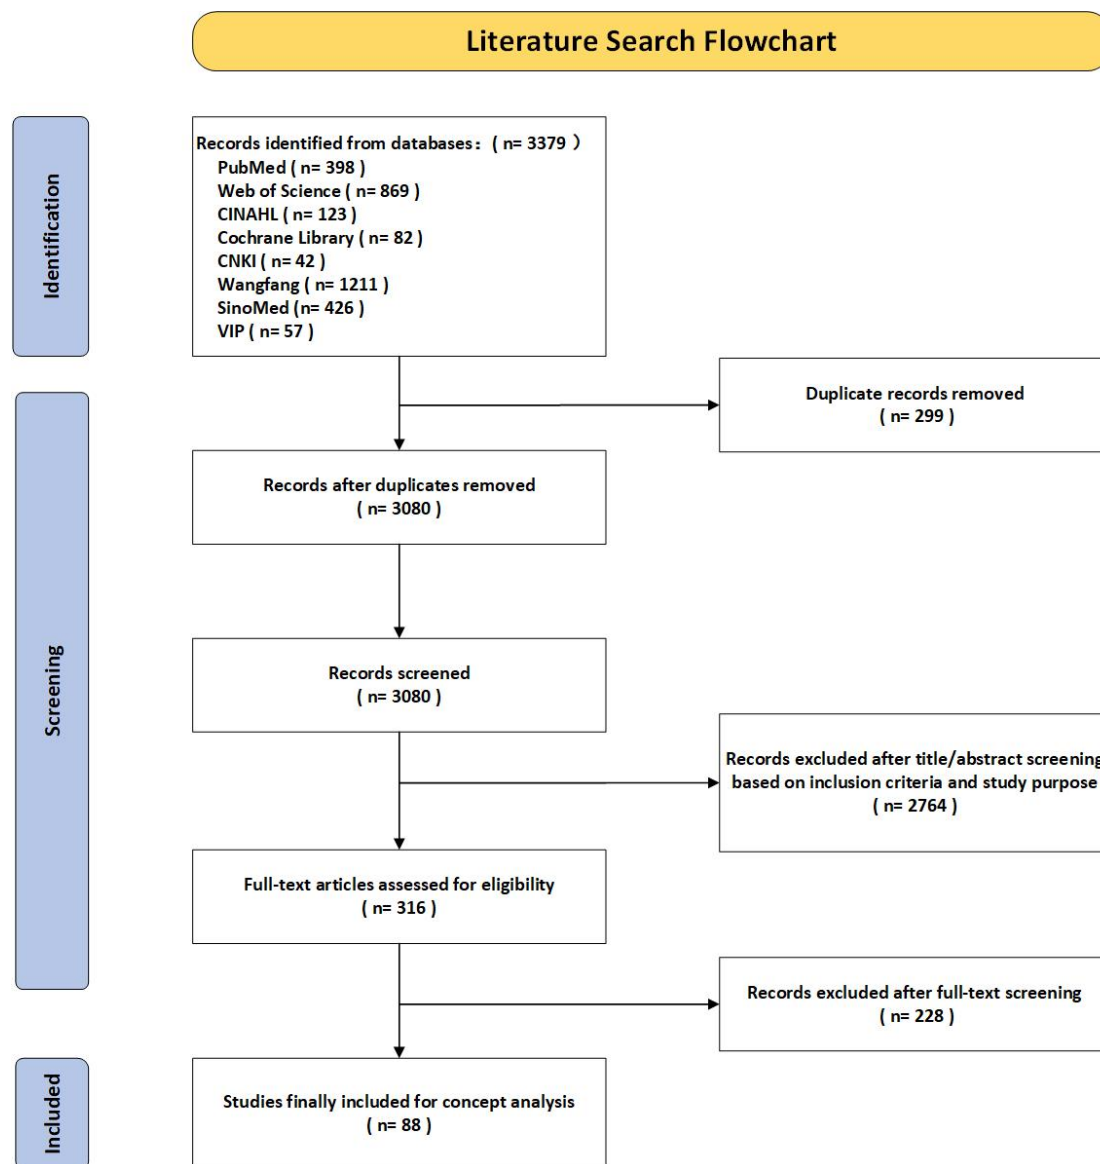 Literature Search Flowchart
Identification
Records identified from databases：( n= 3379 ）
PubMed ( n= 398 )
Web of Science ( n= 869 )
CINAHL ( n= 123 )
Cochrane Library ( n= 82 )
CNKI ( n= 42 )
Wangfang ( n= 1211 )
SinoMed (n= 426 )
VIP ( n= 57 )
Duplicate records removed
( n= 299 )
Screening
Records after duplicates removed
( n= 3080 )
Records screened
( n= 3080 )
Records excluded after title/abstract screening
based on inclusion criteria and study purpose
( n= 2764 )
Full-text articles assessed for eligibility
( n= 316 )
Records excluded after full-text screening
( n= 228 )
Included
Studies finally included for concept analysis
( n= 88 )